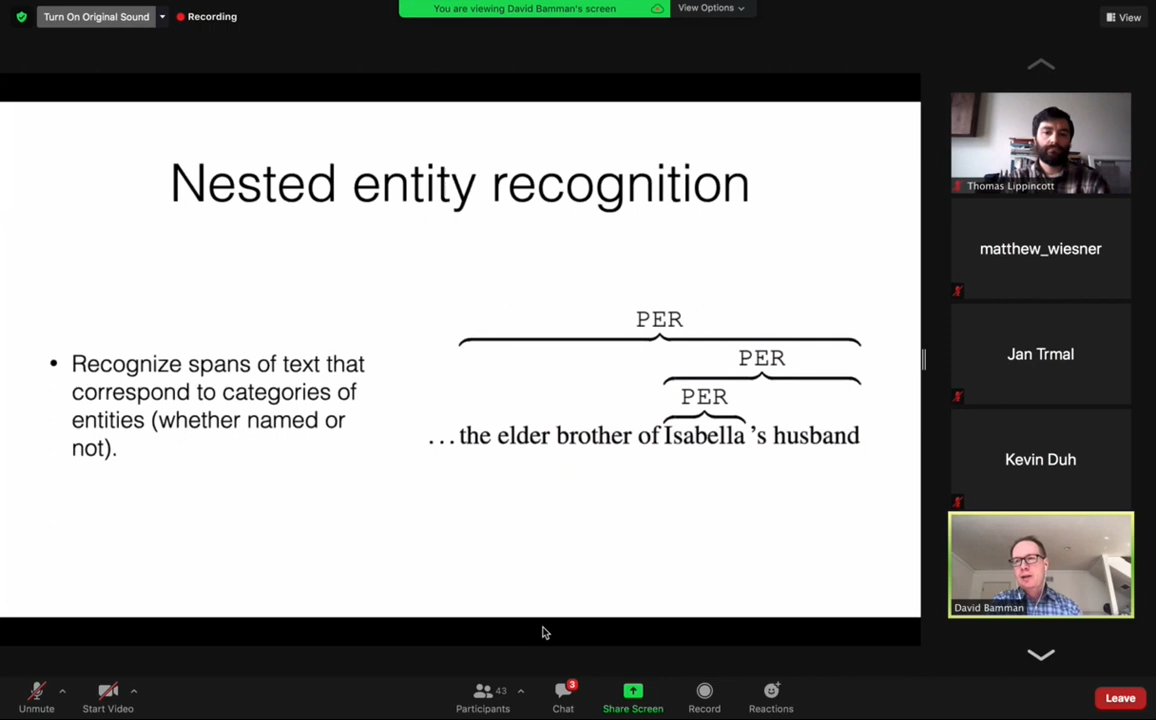 Turn On Original Sound
Recording
You are viewing David Bamman's screen
View Options
View
Nested entity recognition
• Recognize spans of text that
correspond to categories of
entities (whether named or
not).
PER
PER
PER
...the elder brother of Isabella 's husband
Thomas Lippincott
matthew_wiesner
Jan Trmal
Kevin Duh
David Bamman
Unmute
Start Video
43
Participants
3
Chat
Share Screen
Record
Reactions
Leave